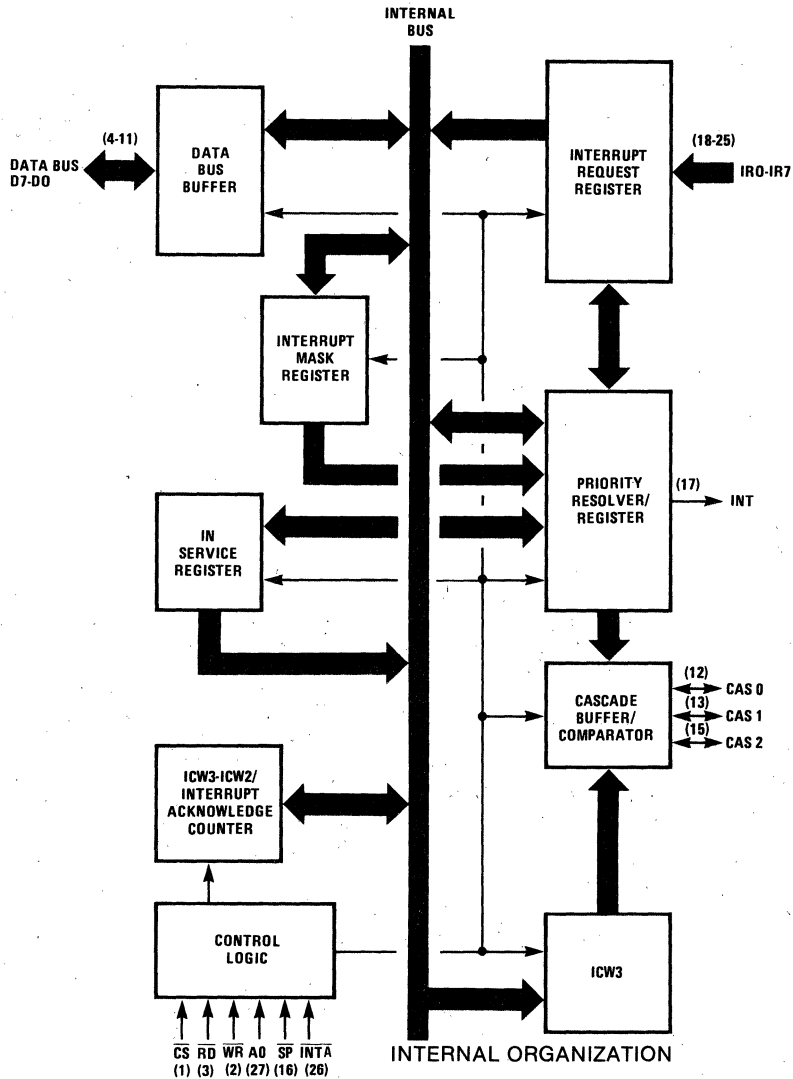 INTERNAL
BUS
(4-11)
DATA BUS
D7-D0
DATA
BUS
BUFFER
INTERRUPT
REQUEST
REGISTER
(18-25)
IR0-IR7
INTERRUPT
MASK
REGISTER
PRIORITY
RESOLVER/
REGISTER
(17)
INT
IN
SERVICE
REGISTER
CASCADE
BUFFER/
COMPARATOR
(12)
CAS 0
(13)
CAS 1
(15)
CAS 2
ICW3-ICW2/
INTERRUPT
ACKNOWLEDGE
COUNTER
CONTROL
LOGIC
ICW3
CS RD WR A0 SP INTA
(1) (3) (2) (27) (16) (26)
INTERNAL ORGANIZATION